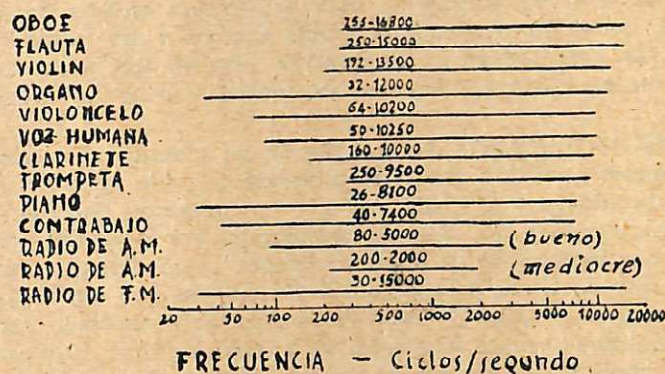 OBOE 255-16800
FLAUTA 250-15000
VIOLIN 192-13500
ORGANO 32-12000
VIOLONCELO 64-10200
VOZ HUMANA 50-10250
CLARINETE 160-10000
TROMPETA 250-9500
PIANO 26-8100
CONTRABAJO 40-7400
RADIO DE A.M. 80-5000 (bueno)
RADIO DE A.M. 200-2000 (mediocre)
RADIO DE F.M. 30-15000
20 50 100 200 500 1000 2000 5000 10000 20000
FRECUENCIA — Ciclos/segundo